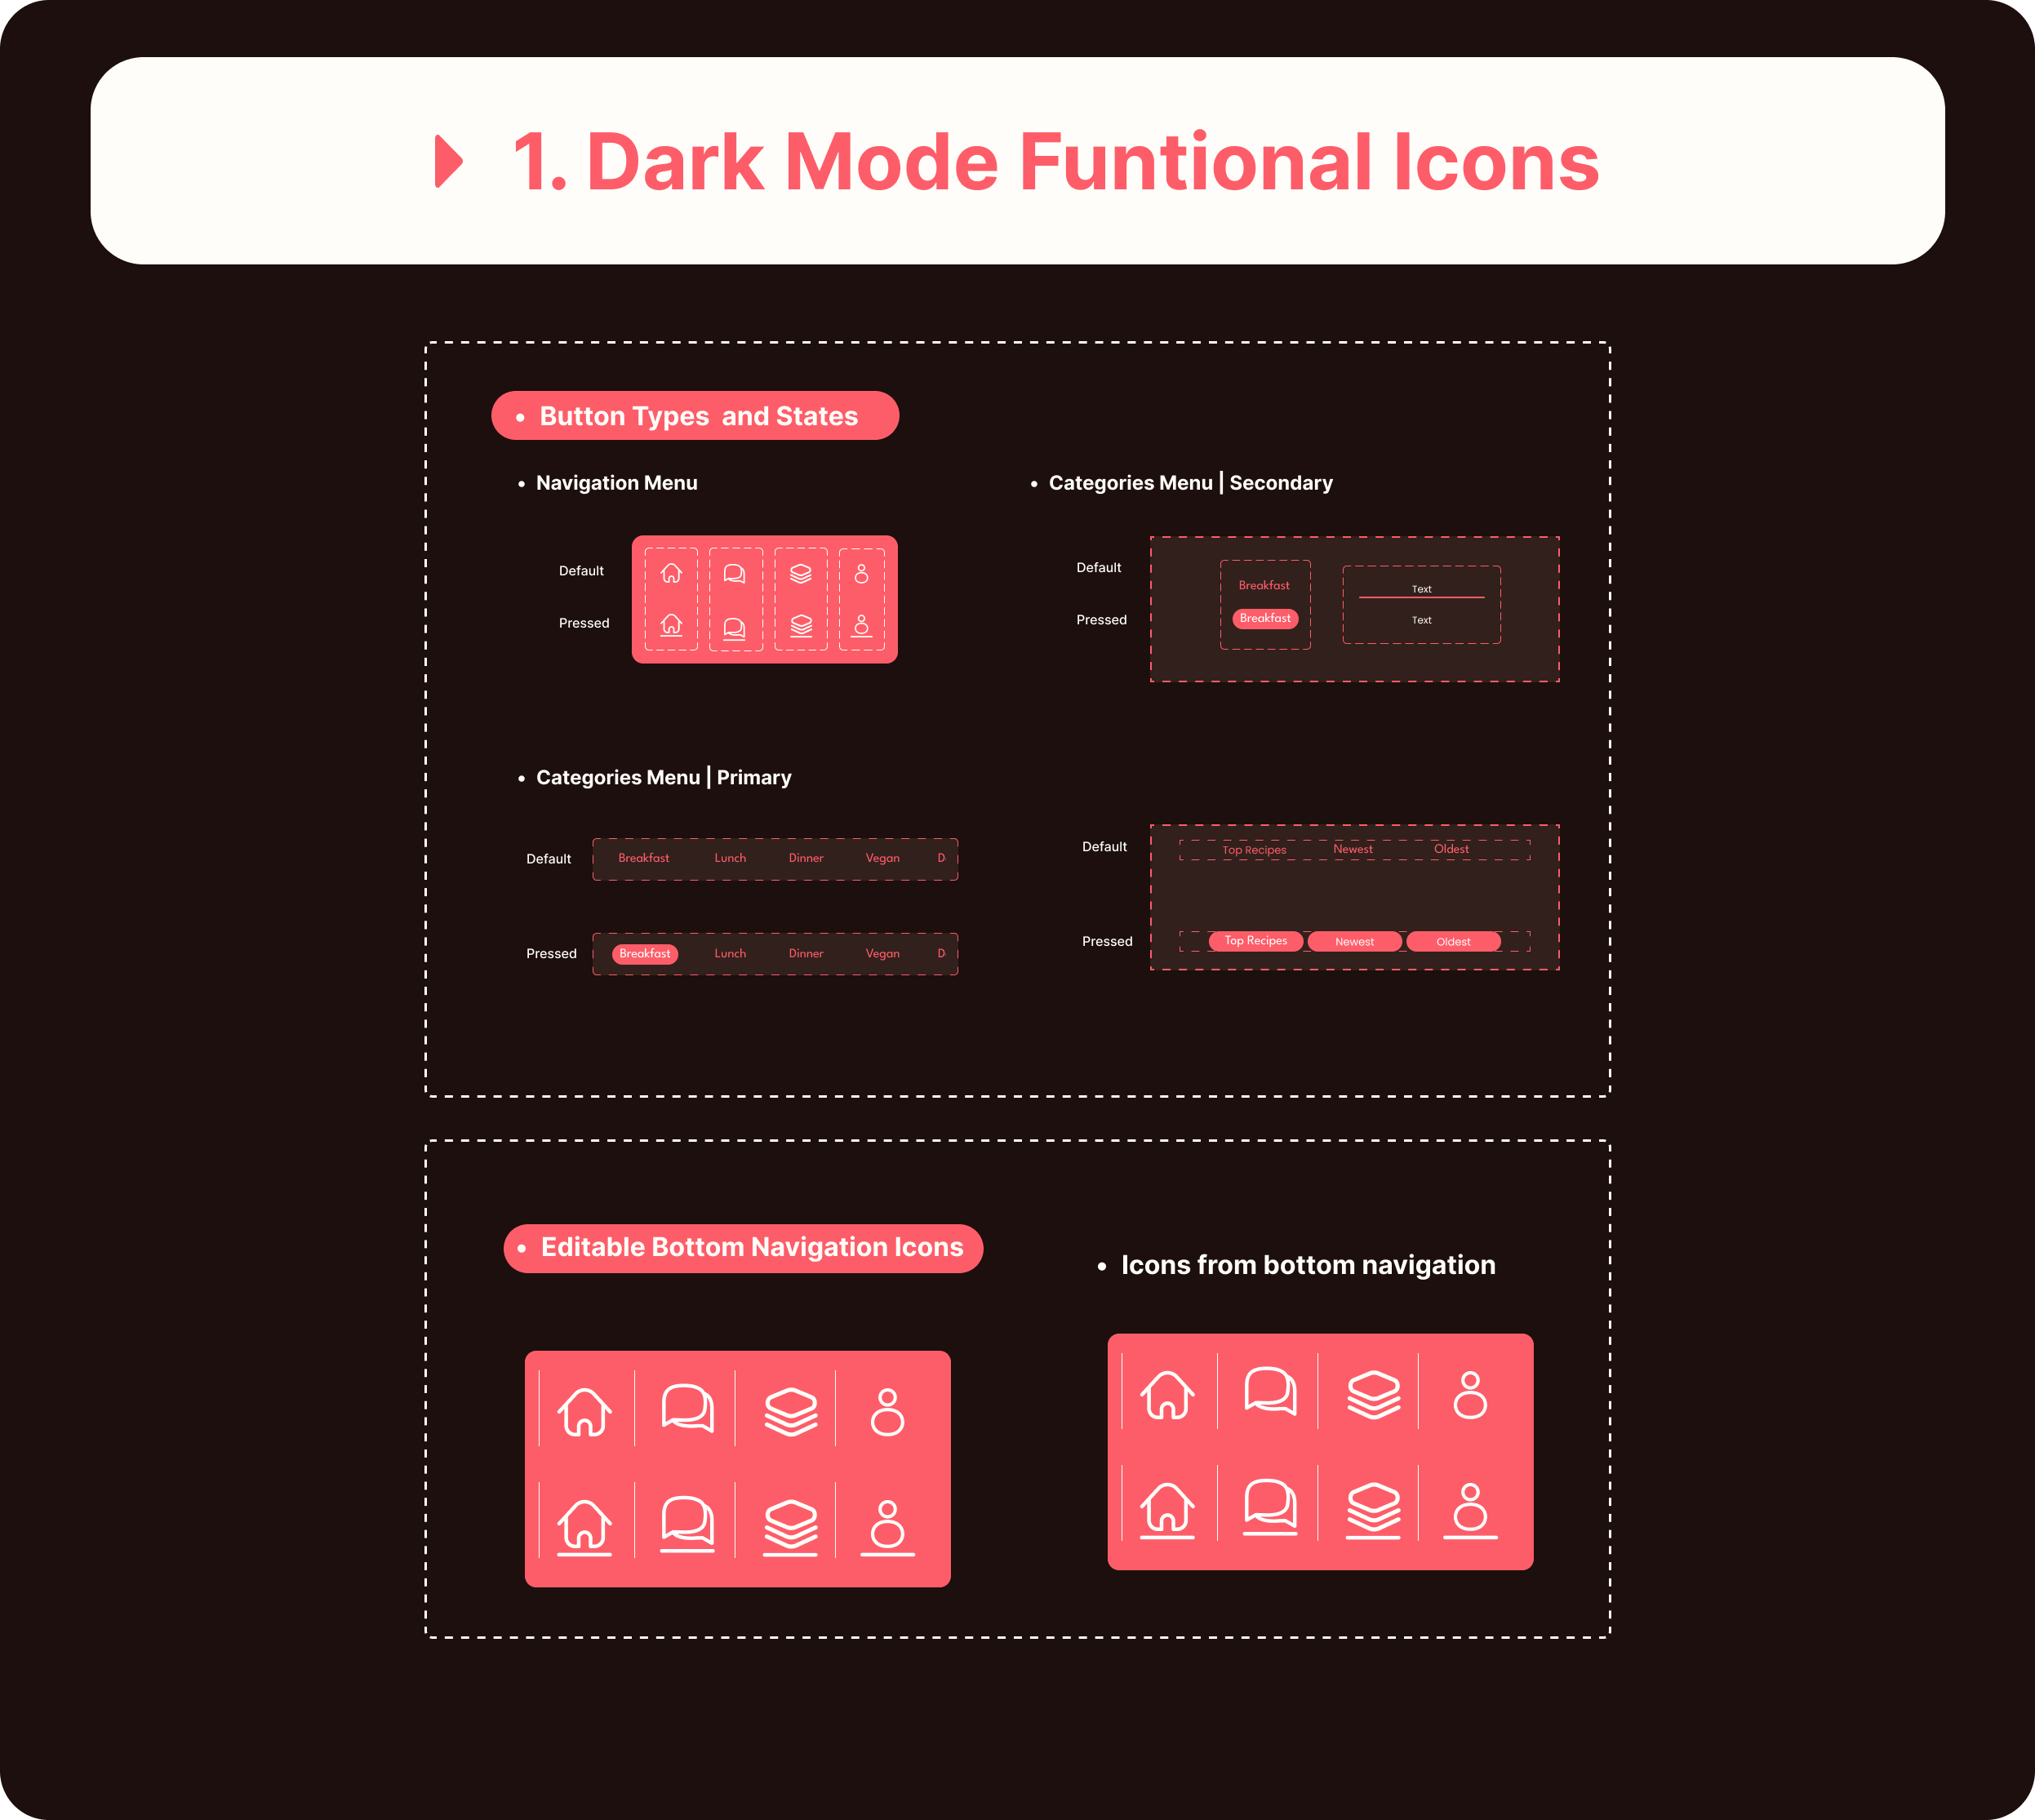 1. Dark Mode Funtional Icons
• Button Types and States
• Navigation Menu
Default
Pressed
• Categories Menu | Secondary
Default
Pressed
Breakfast
Breakfast
Text
Text
• Categories Menu | Primary
Default
Breakfast Lunch Dinner Vegan D
Pressed
Breakfast Lunch Dinner Vegan D
Default
Top Recipes Newest Oldest
Pressed
Top Recipes Newest Oldest
• Editable Bottom Navigation Icons
• Icons from bottom navigation